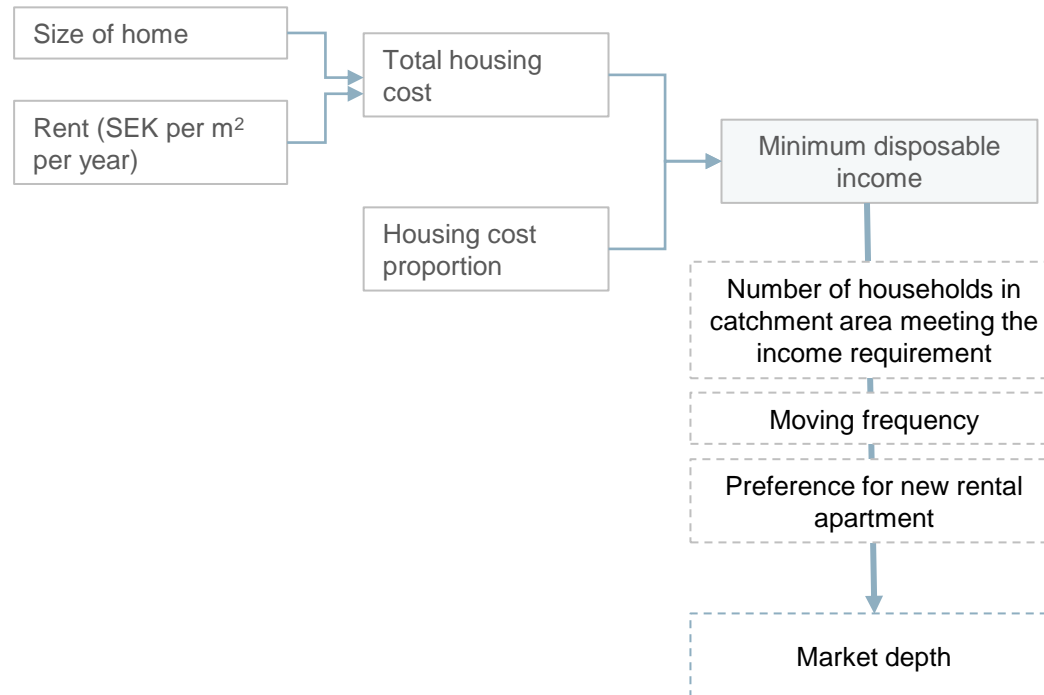 Size of home
Total housing
cost
Rent (SEK per m²
per year)
Minimum disposable
income
Housing cost
proportion
Number of households in
catchment area meeting the
income requirement
Moving frequency
Preference for new rental
apartment
Market depth